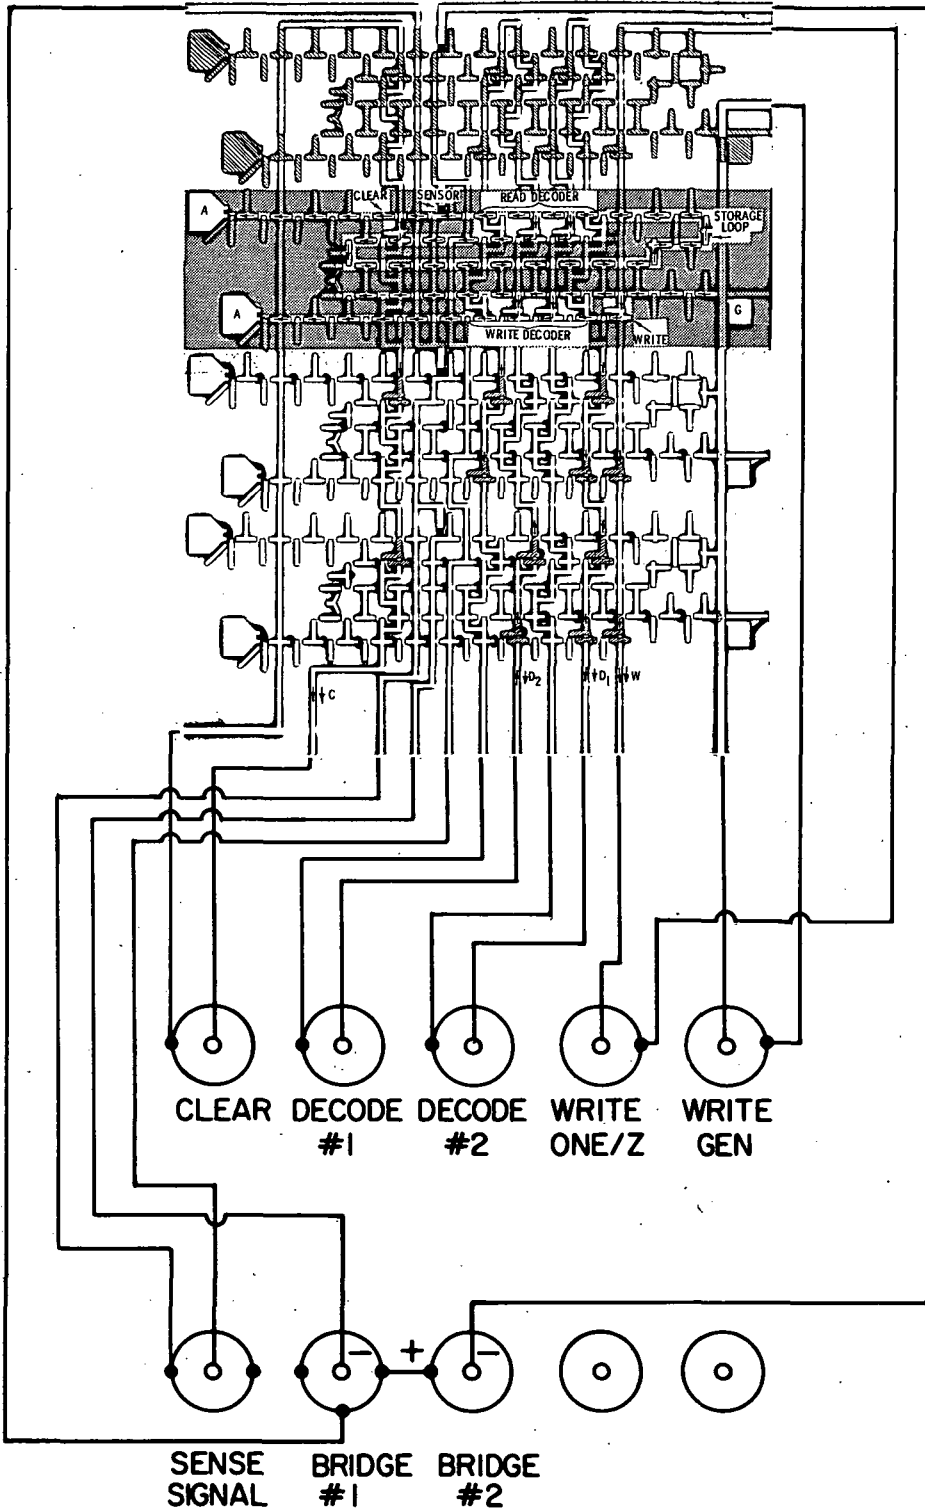 CLEAR
SENSOR
READ DECODER
A
STORAGE
LOOP
A
G
WRITE DECODER
WRITE
C
D2
D1
W
CLEAR
DECODE
#1
DECODE
#2
WRITE
ONE/Z
WRITE
GEN
+
−
−
SENSE
SIGNAL
BRIDGE
#1
BRIDGE
#2